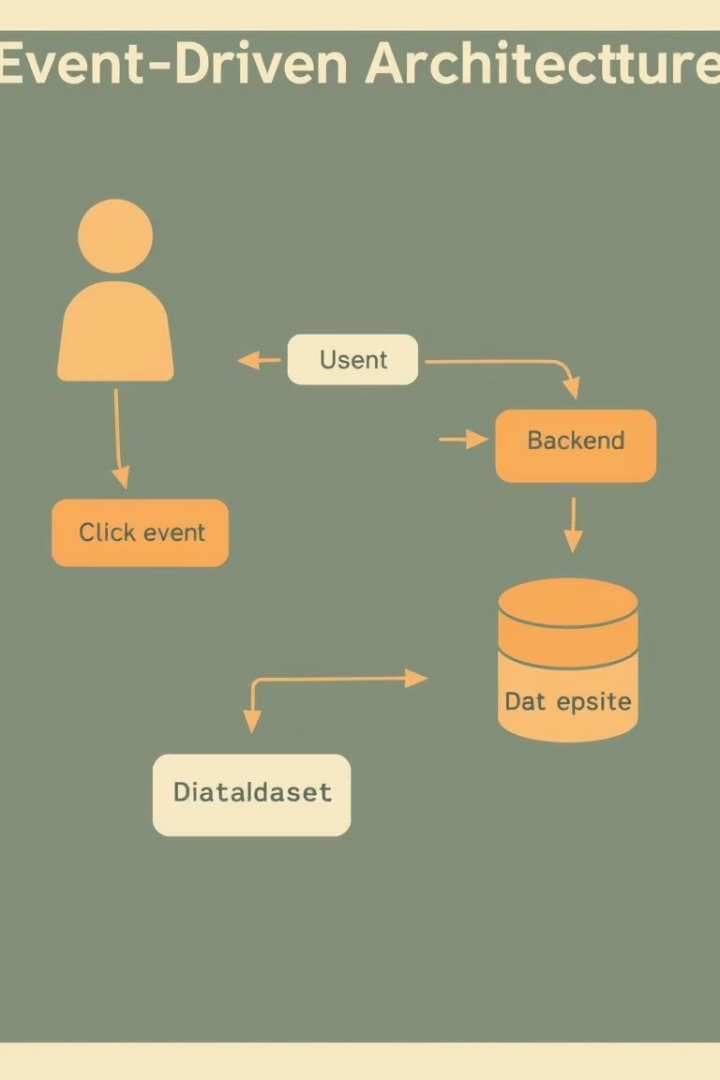 Event-Driven Architectture
Usent
Backend
Click event
Dat epsite
Diataldaset